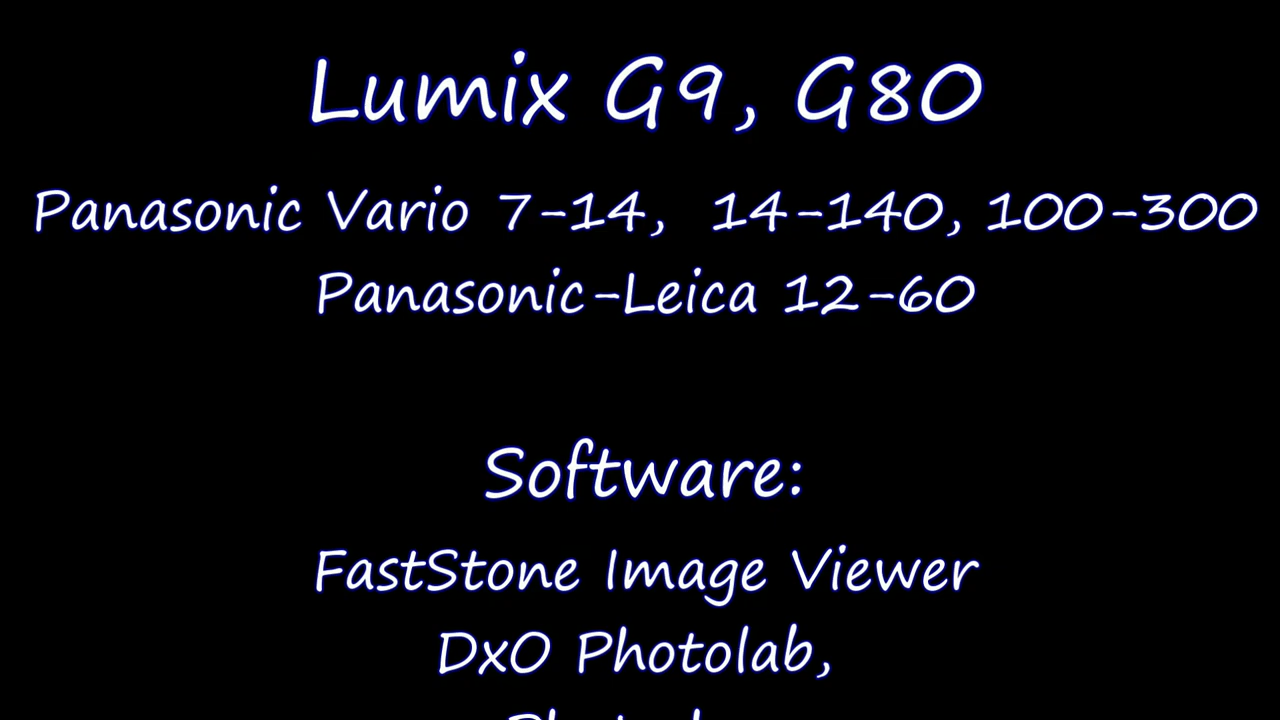 Lumix G9, G80
Panasonic Vario 7-14, 14-140, 100-300
Panasonic-Leica 12-60
Software:
FastStone Image Viewer
DxO Photolab,